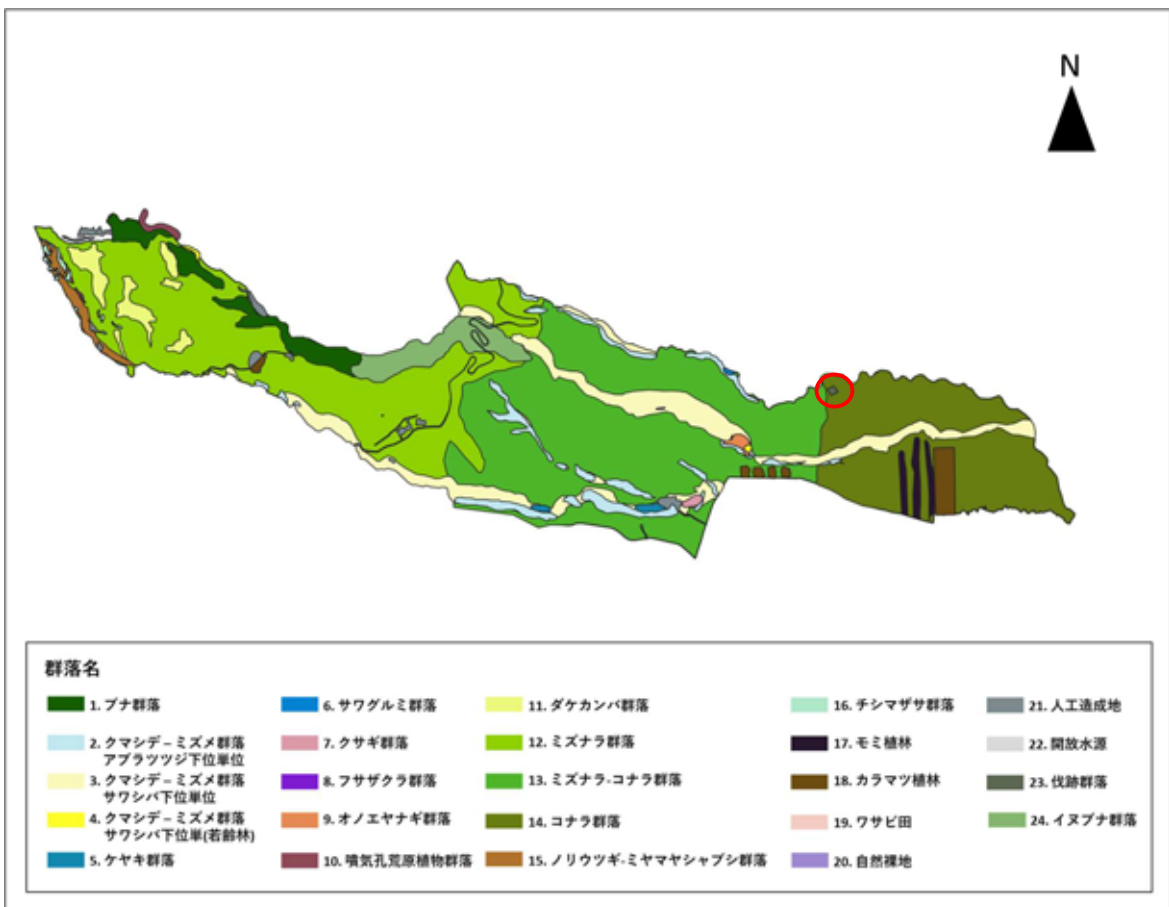 N
群落名
1. ブナ群落
2. クマシデ – ミズメ群落
アブラツツジ下位単位
3. クマシデ – ミズメ群落
サワシバ下位単位
4. クマシデ – ミズメ群落
サワシバ下位単(若齢林)
5. ケヤキ群落
6. サワグルミ群落
7. クサギ群落
8. フサザクラ群落
9. オノエヤナギ群落
10. 噴気孔荒原植物群落
11. ダケカンバ群落
12. ミズナラ群落
13. ミズナラ-コナラ群落
14. コナラ群落
15. ノリウツギ-ミヤマヤシャブシ群落
16. チシマザサ群落
17. モミ植林
18. カラマツ植林
19. ワサビ田
20. 自然裸地
21. 人工造成地
22. 開放水源
23. 伐跡群落
24. イヌブナ群落